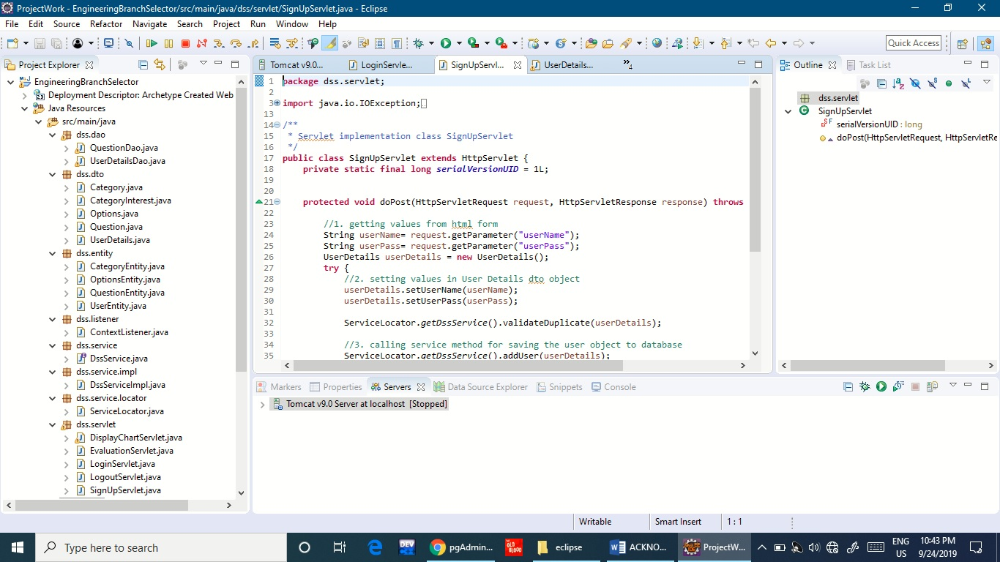 ProjectWork - EngineeringBranchSelector/src/main/java/dss/servlet/SignUpServlet.java - Eclipse
File Edit Source Refactor Navigate Search Project Run Window Help
Quick Access
Project Explorer
EngineeringBranchSelector
Deployment Descriptor: Archetype Created Web
Java Resources
src/main/java
dss.dao
QuestionDao.java
UserDetailsDao.java
dss.dto
Category.java
CategoryInterest.java
Options.java
Question.java
UserDetails.java
dss.entity
CategoryEntity.java
OptionsEntity.java
QuestionEntity.java
UserEntity.java
dss.listener
ContextListener.java
dss.service
DssService.java
dss.service.impl
DssServiceImpl.java
dss.service.locator
ServiceLocator.java
dss.servlet
DisplayChartServlet.java
EvaluationServlet.java
LoginServlet.java
LogoutServlet.java
SignUpServlet.java
Tomcat v9.0... LoginServle... SignUpServl... UserDetails... »4
1 package dss.servlet;
2
3 import java.io.IOException;
13
14 /**
15 * Servlet implementation class SignUpServlet
16 */
17 public class SignUpServlet extends HttpServlet {
18 private static final long serialVersionUID = 1L;
19
20
21 protected void doPost(HttpServletRequest request, HttpServletResponse response) throws
22
23 //1. getting values from html form
24 String userName= request.getParameter("userName");
25 String userPass= request.getParameter("userPass");
26 UserDetails userDetails = new UserDetails();
27 try {
28 //2. setting values in User Details dto object
29 userDetails.setUserName(userName);
30 userDetails.setUserPass(userPass);
31
32 ServiceLocator.getDssService().validateDuplicate(userDetails);
33
34 //3. calling service method for saving the user object to database
35 ServiceLocator.getDssService().addUser(userDetails);
Outline Task List
dss.servlet
SignUpServlet
serialVersionUID : long
doPost(HttpServletRequest, HttpServletRe
Markers Properties Servers Data Source Explorer Snippets Console
Tomcat v9.0 Server at localhost [Stopped]
Writable Smart Insert 1 : 1
Type here to search
DEV
pgAdmin...
OLD BLOOD
eclipse
ACKNO...
ProjectW...
ENG
US
10:43 PM
9/24/2019